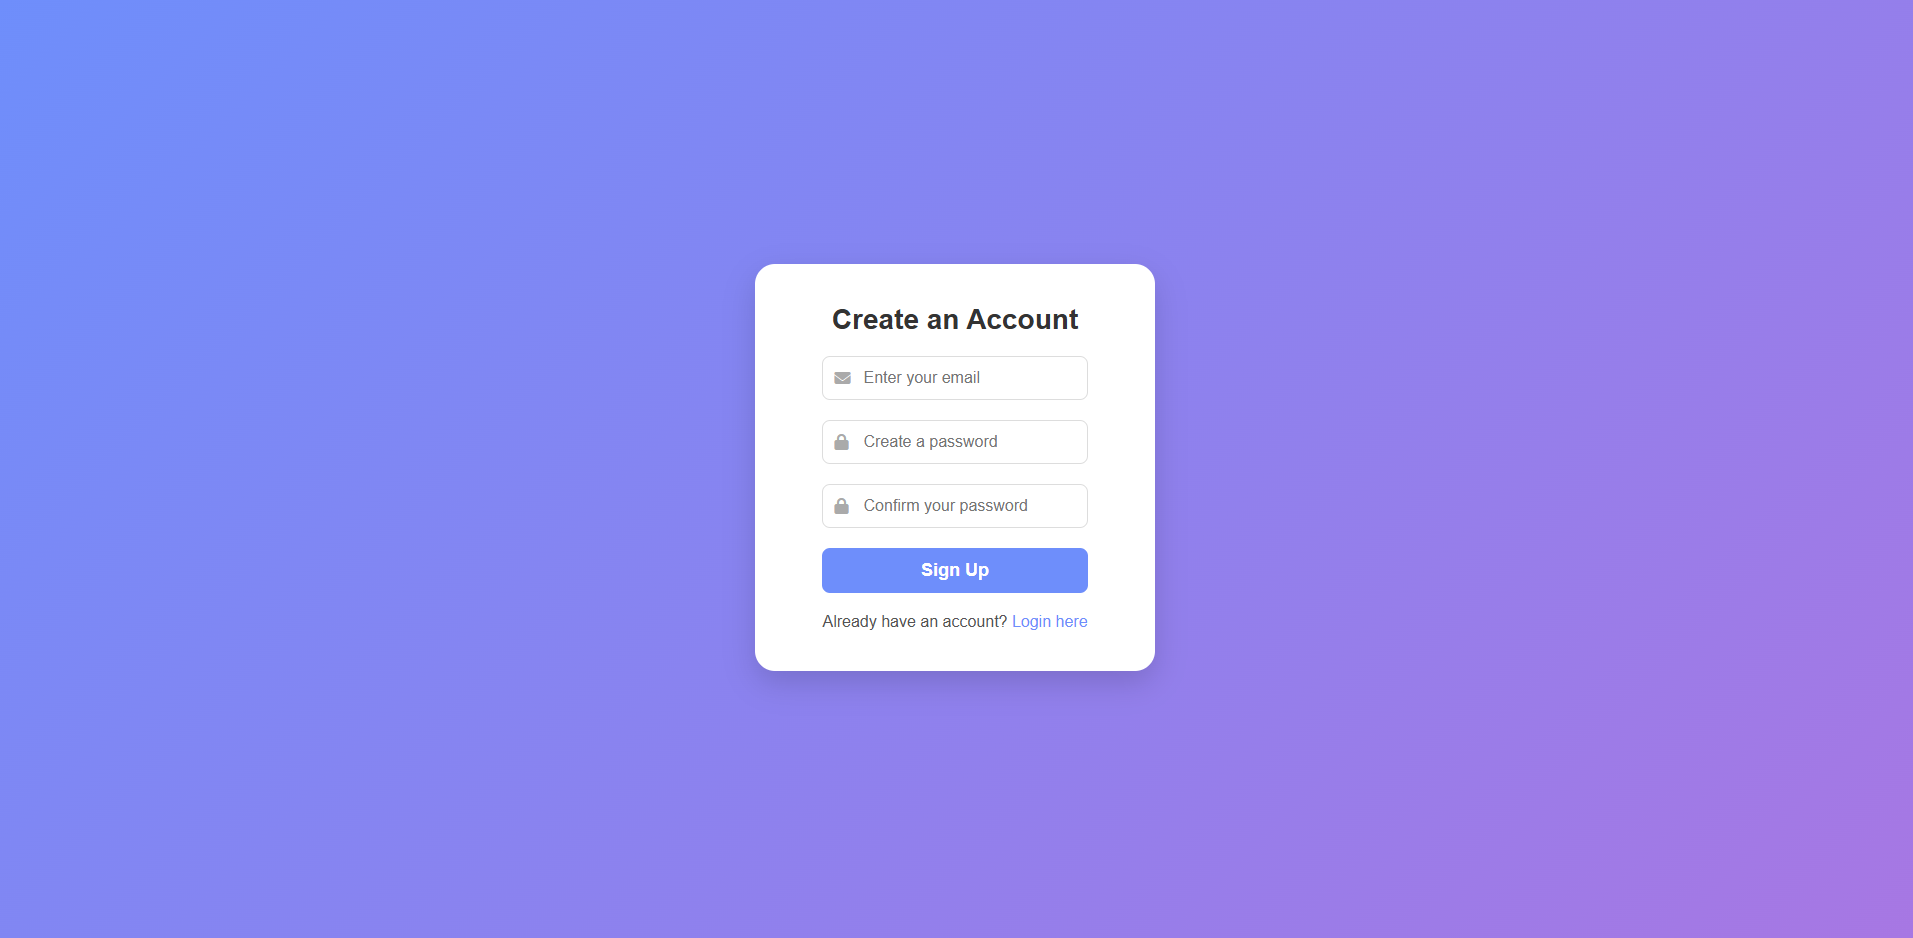 Create an Account
Enter your email
Create a password
Confirm your password
Sign Up
Already have an account? Login here